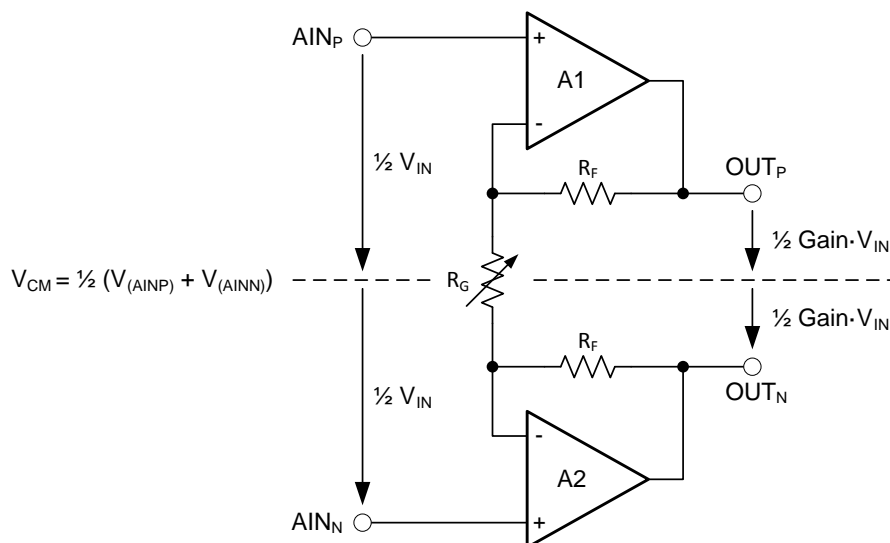 AINP
+
A1
-
½ VIN
RF
OUTP
½ Gain·VIN
VCM = ½ (V(AINP) + V(AINN))
RG
½ Gain·VIN
RF
½ VIN
OUTN
-
A2
AINN
+